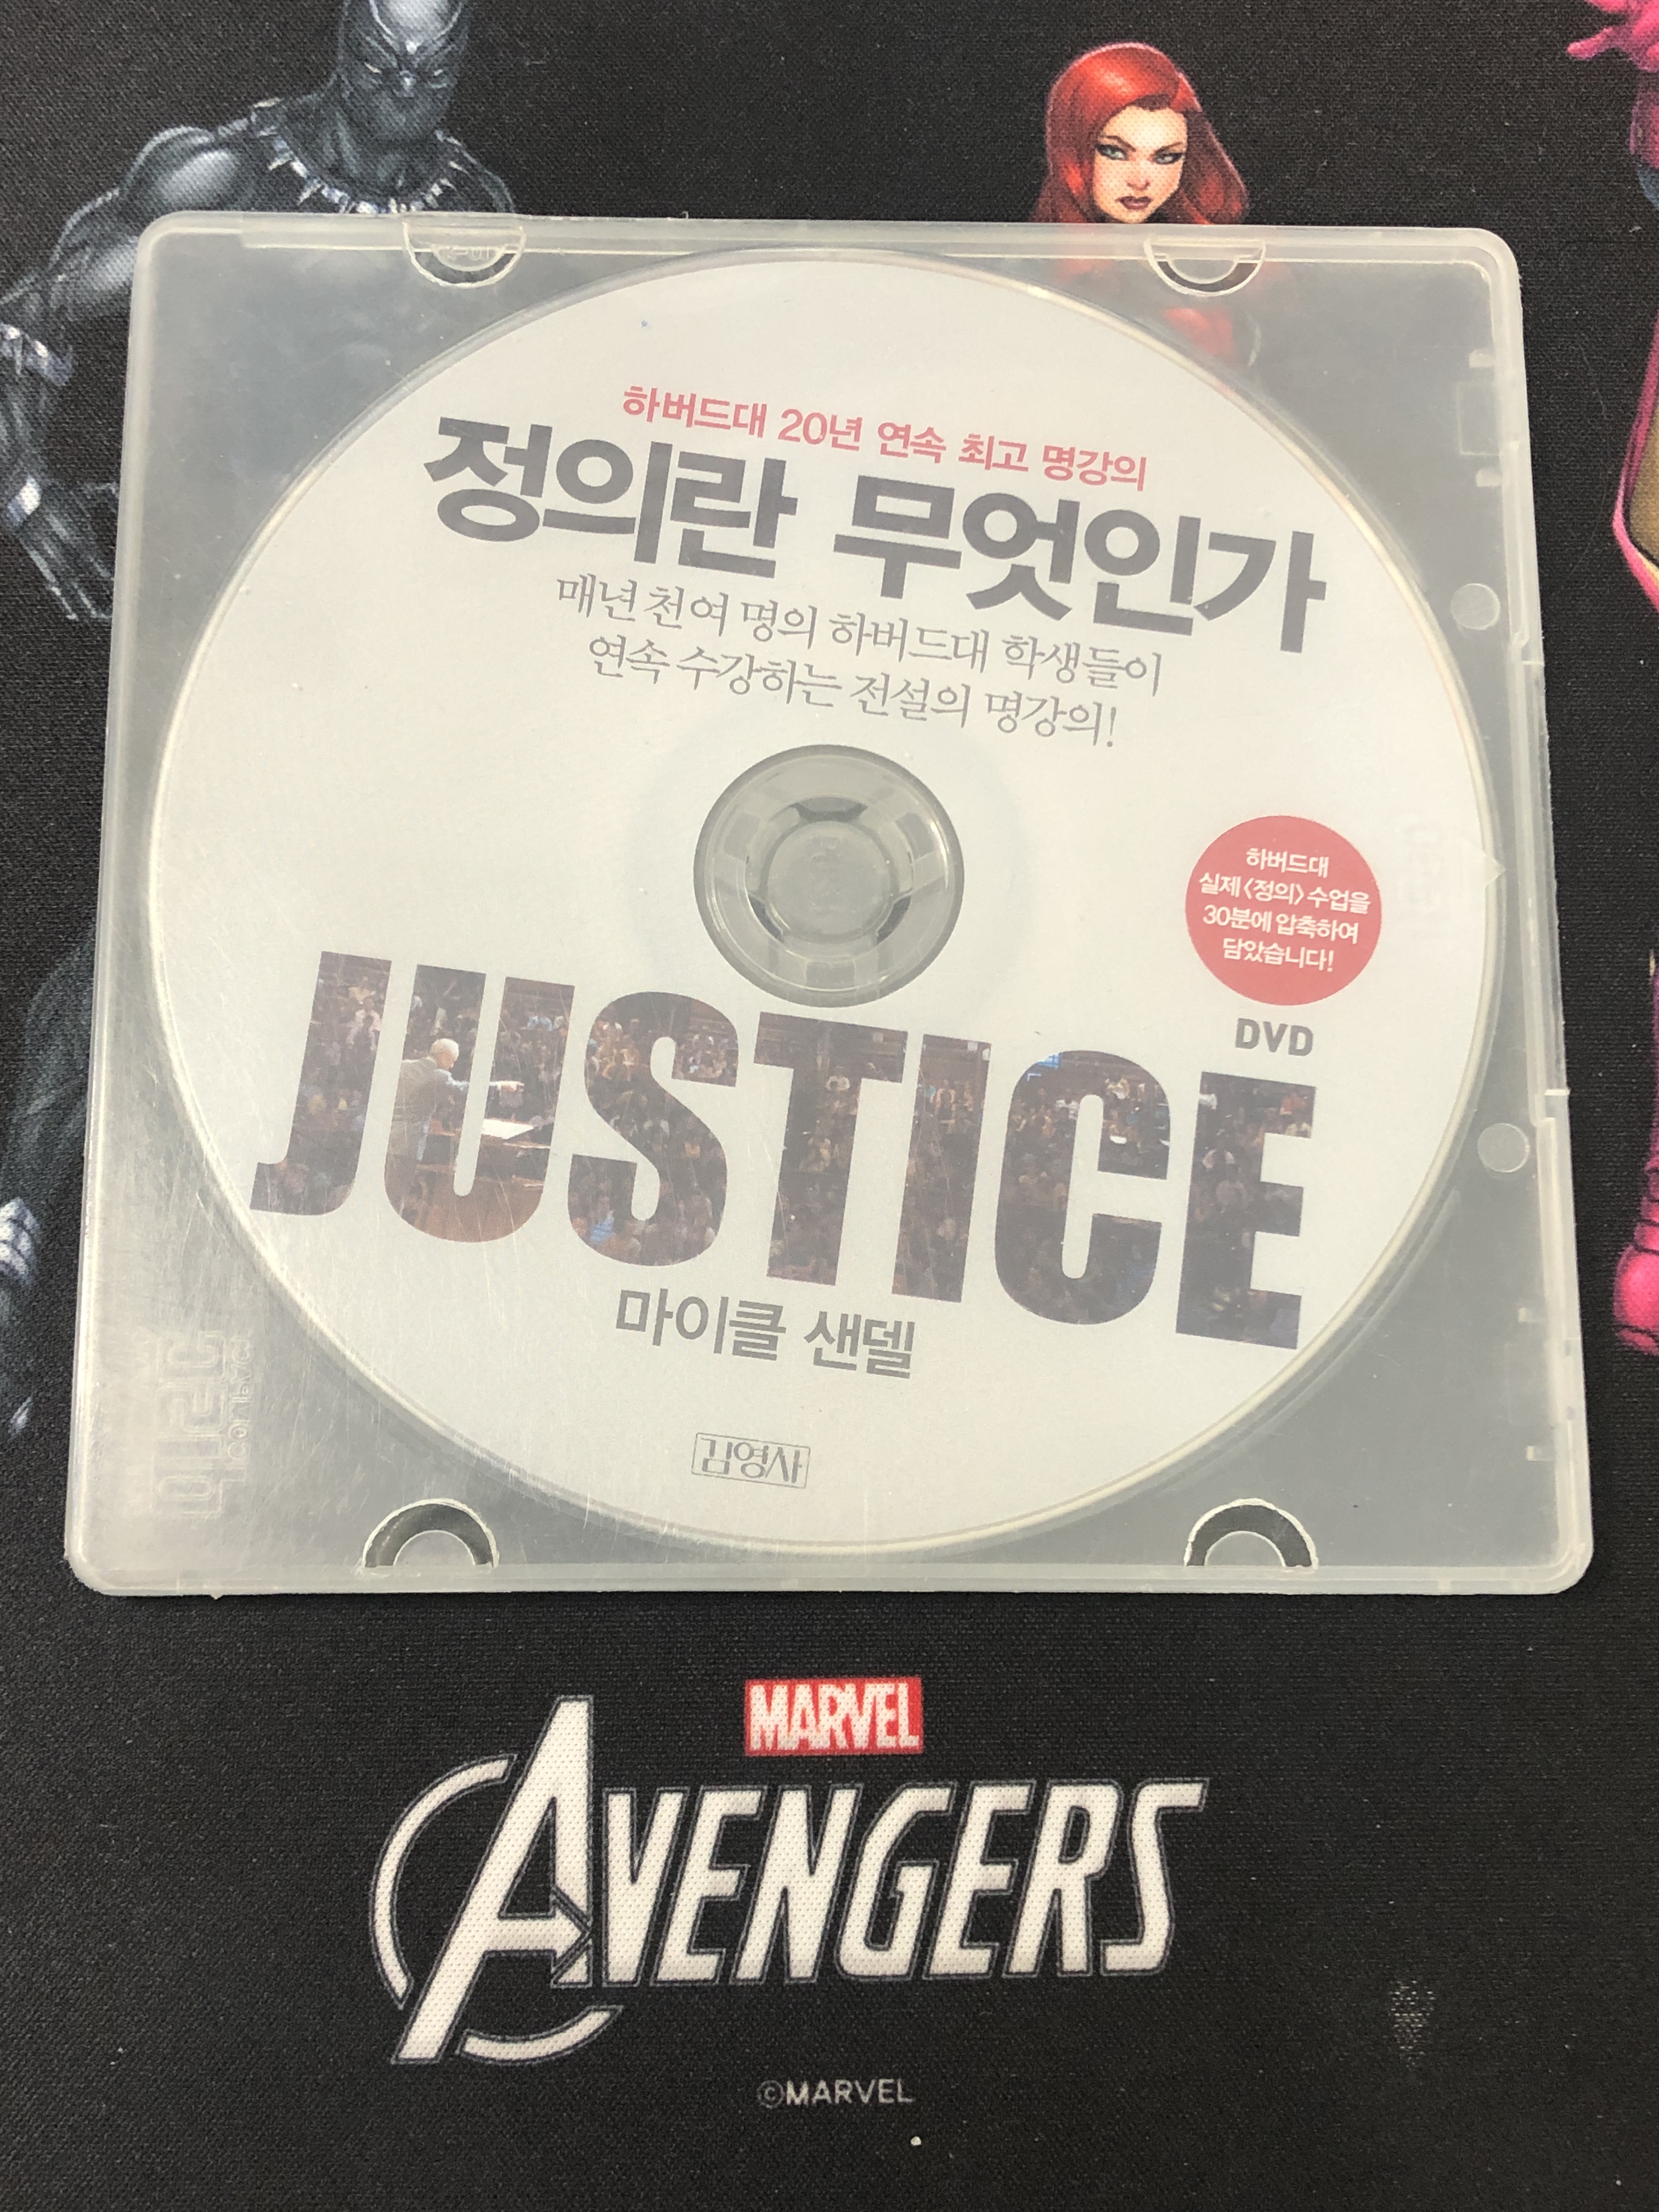 하버드대 20년 연속 최고 명강의
정의란 무엇인가
매년 천여 명의 하버드대 학생들이
연속 수강하는 전설의 명강의!
하버드대
실제〈정의〉수업을
30분에 압축하여
담았습니다!
DVD
JUSTICE
마이클 샌델
김영사
MARVEL
AVENGERS
©MARVEL